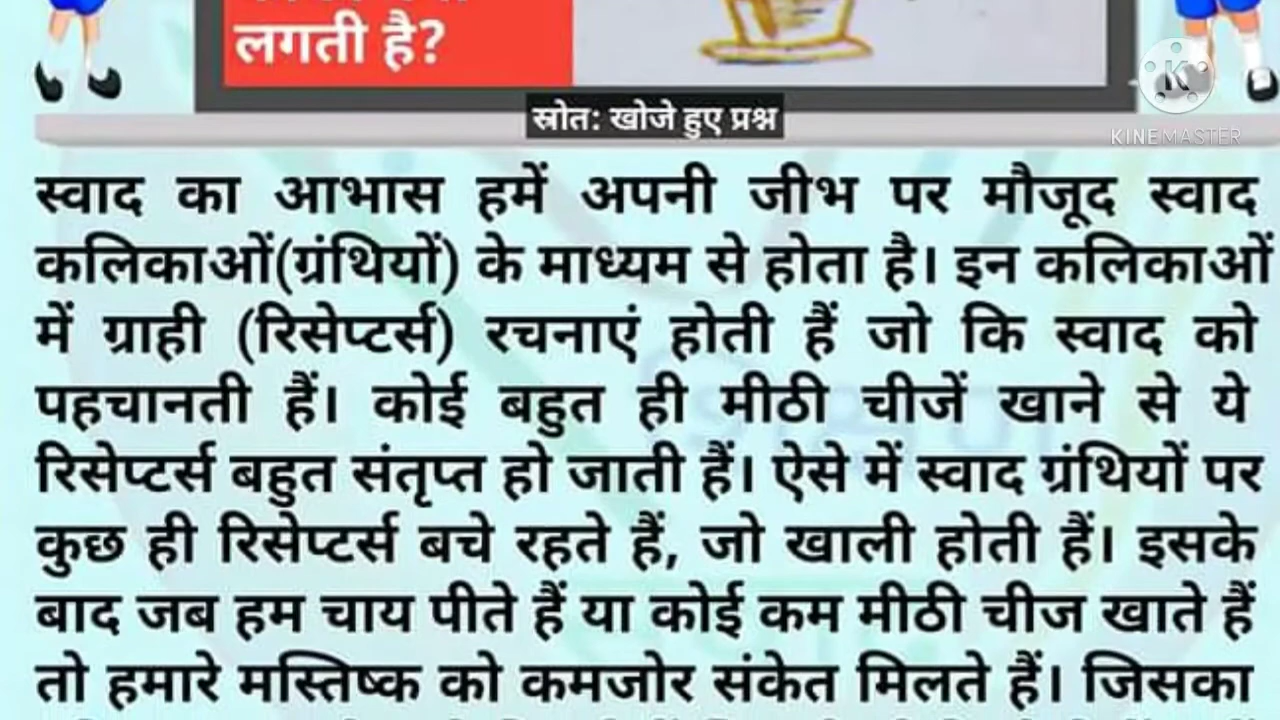 लगती है?
स्रोत: खोजे हुए प्रश्न
K
KINEMASTER
स्वाद का आभास हमें अपनी जीभ पर मौजूद स्वाद
कलिकाओं(ग्रंथियों) के माध्यम से होता है। इन कलिकाओं
में ग्राही (रिसेप्टर्स) रचनाएं होती हैं जो कि स्वाद को
पहचानती हैं। कोई बहुत ही मीठी चीजें खाने से ये
रिसेप्टर्स बहुत संतृप्त हो जाती हैं। ऐसे में स्वाद ग्रंथियों पर
कुछ ही रिसेप्टर्स बचे रहते हैं, जो खाली होती हैं। इसके
बाद जब हम चाय पीते हैं या कोई कम मीठी चीज खाते हैं
तो हमारे मस्तिष्क को कमजोर संकेत मिलते हैं। जिसका